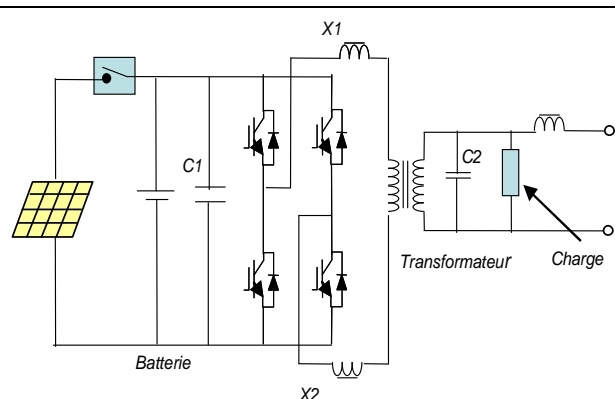 X1
C1
C2
Transformateur
Charge
Batterie
X2